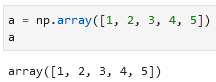 a = np.array([1, 2, 3, 4, 5])
a
array([1, 2, 3, 4, 5])